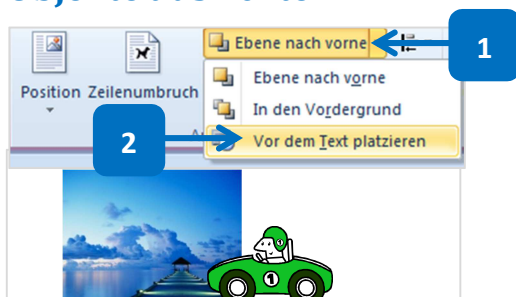 Ebene nach vorne
1
Position Zeilenumbruch
Ebene nach vorne
In den Vordergrund
2
Vor dem Text platzieren
1